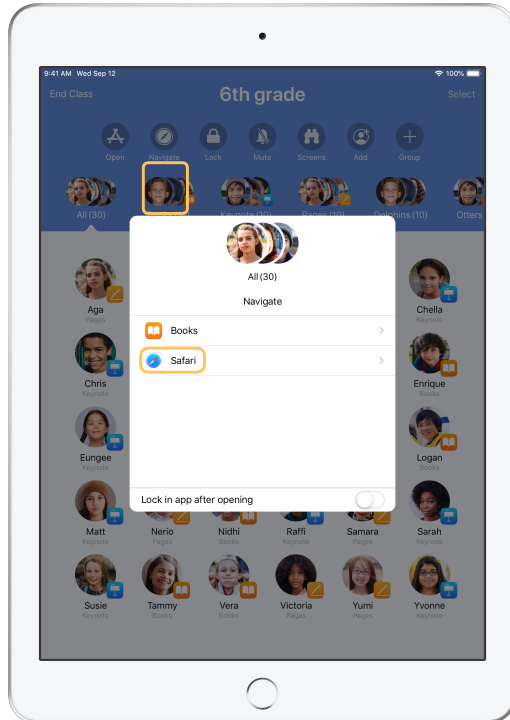 9:41 AM Wed Sep 12 100%
End Class 6th grade Select
Open Navigate Lock Mute Screens Add Group
All (30) Keynote (10) Pages (10) Dolphins (10) Otters
All (30)
Navigate
Books
Safari
Lock in app after opening
Aga Chella
Pages Keynote
Chris Enrique
Keynote Books
Eungee Logan
Keynote Books
Matt Nerio Nidhi Raffi Samara Sarah
Keynote Pages Books Keynote Pages Keynote
Susie Tammy Vera Victoria Yumi Yvonne
Keynote Books Books Pages Pages Keynote